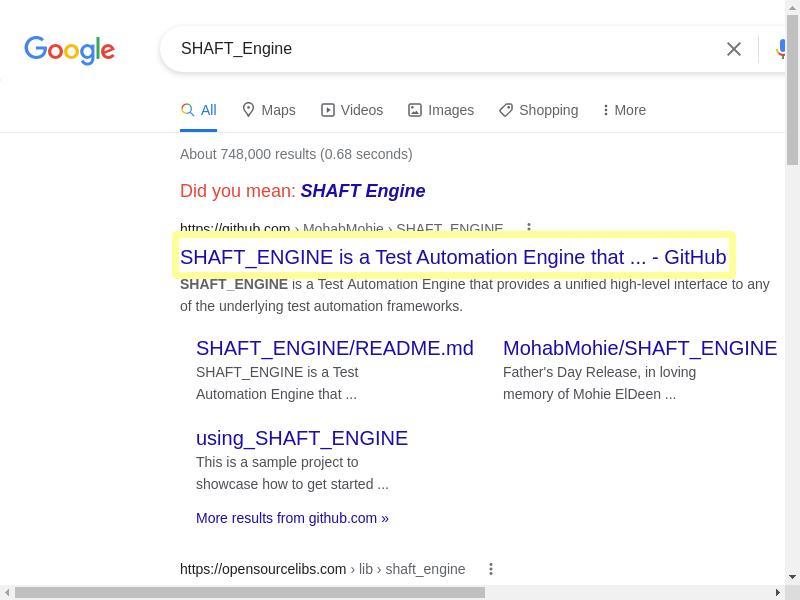 Google
SHAFT_Engine
All Maps Videos Images Shopping More
About 748,000 results (0.68 seconds)
Did you mean: SHAFT Engine
https://github.com › MohabMohie › SHAFT_ENGINE
SHAFT_ENGINE is a Test Automation Engine that ... - GitHub
SHAFT_ENGINE is a Test Automation Engine that provides a unified high-level interface to any
of the underlying test automation frameworks.
SHAFT_ENGINE/README.md
SHAFT_ENGINE is a Test
Automation Engine that ...
MohabMohie/SHAFT_ENGINE
Father's Day Release, in loving
memory of Mohie ElDeen ...
using_SHAFT_ENGINE
This is a sample project to
showcase how to get started ...
More results from github.com »
https://opensourcelibs.com › lib › shaft_engine